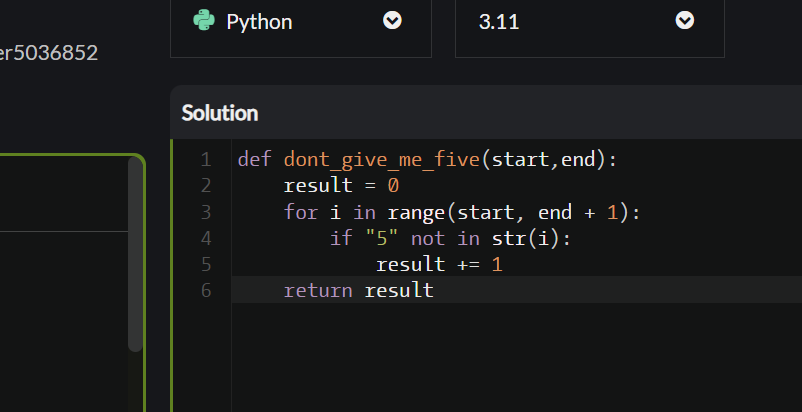 Python
3.11
er5036852
Solution
1 def dont_give_me_five(start,end):
2     result = 0
3     for i in range(start, end + 1):
4         if "5" not in str(i):
5             result += 1
6     return result